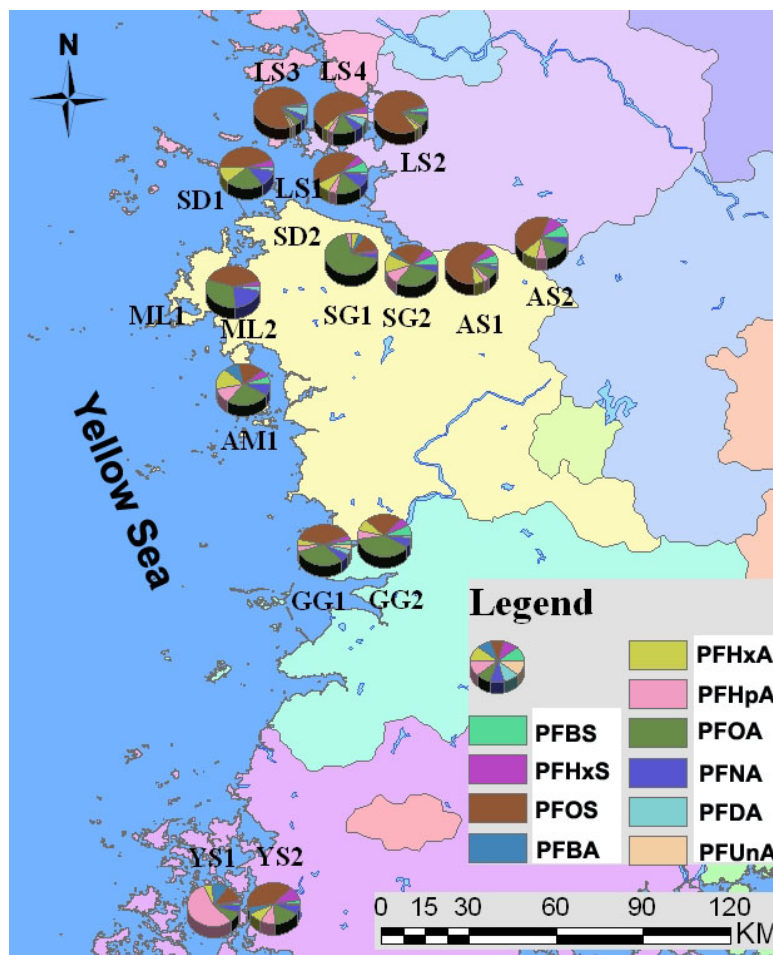 N
LS3 LS4
LS2
SD1 LS1
SD2
SG1 SG2 AS1 AS2
ML1 ML2
AM1
Yellow Sea
GG1 GG2
Legend
PFBS
PFHxS
PFOS
PFBA
PFHxA
PFHpA
PFOA
PFNA
PFDA
PFUnA
YS1 YS2
0 15 30 60 90 120
KM